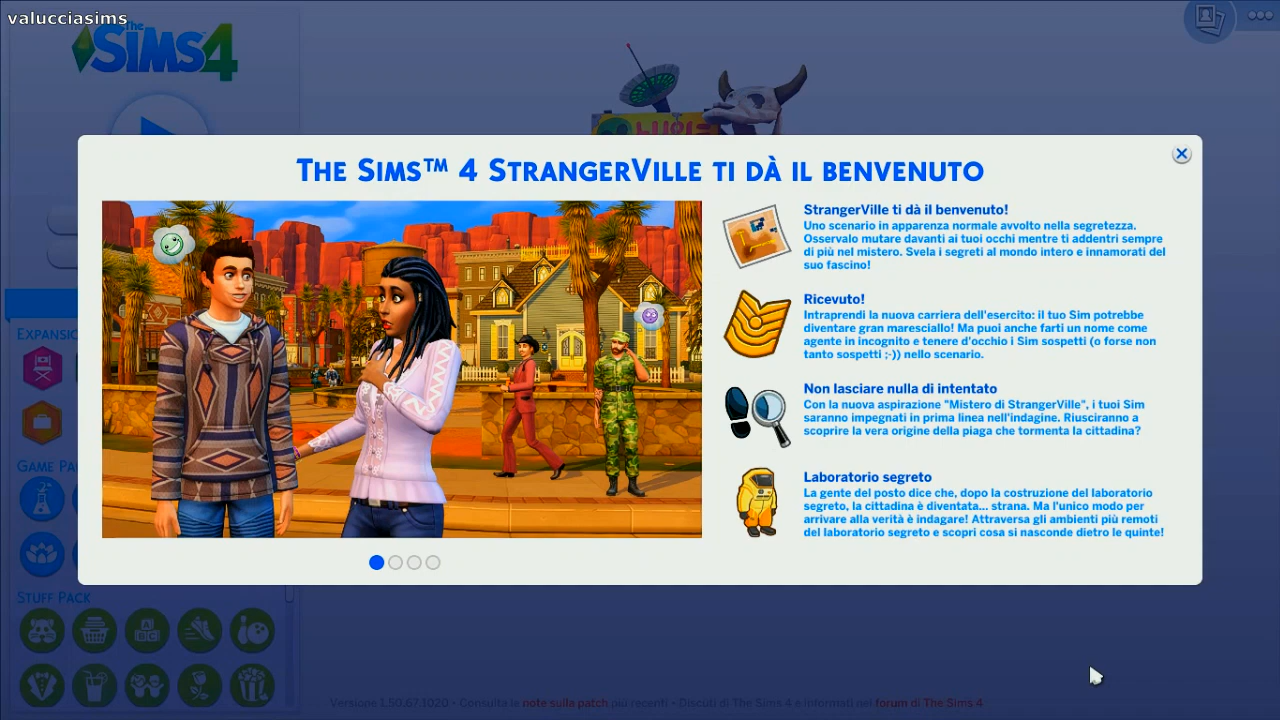 valucciasims
The
SIMS 4
THE SIMS™ 4 STRANGERVILLE TI DÀ IL BENVENUTO
StrangerVille ti dà il benvenuto!
Uno scenario in apparenza normale avvolto nella segretezza.
Osservalo mutare davanti ai tuoi occhi mentre ti addentri sempre
di più nel mistero. Svela i segreti al mondo intero e innamorati del
suo fascino!
Ricevuto!
Intraprendi la nuova carriera dell'esercito: il tuo Sim potrebbe
diventare gran maresciallo! Ma puoi anche farti un nome come
agente in incognito e tenere d'occhio i Sim sospetti (o forse non
tanto sospetti ;-)) nello scenario.
Non lasciare nulla di intentato
Con la nuova aspirazione "Mistero di StrangerVille", i tuoi Sim
saranno impegnati in prima linea nell'indagine. Riusciranno a
scoprire la vera origine della piaga che tormenta la cittadina?
Laboratorio segreto
La gente del posto dice che, dopo la costruzione del laboratorio
segreto, la cittadina è diventata... strana. Ma l'unico modo per
arrivare alla verità è indagare! Attraversa gli ambienti più remoti
del laboratorio segreto e scopri cosa si nasconde dietro le quinte!
EXPANSIO
GAME PA
STUFF PACK
Versione 1.50.67.1020 • Consulta le note sulla patch più recenti • Discuti di The Sims 4 e informati nei forum di The Sims 4